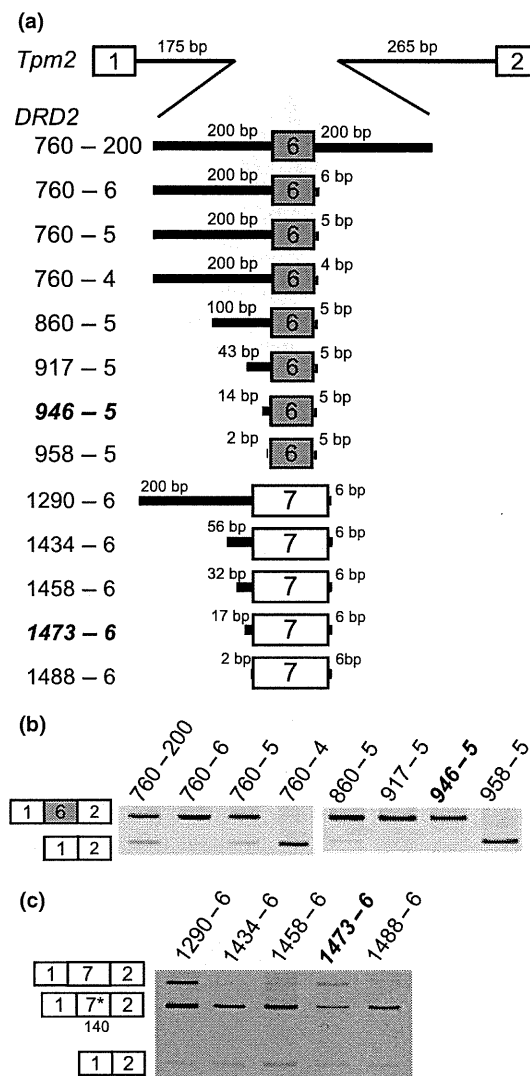 (a)
175 bp 265 bp
Tpm2 1 2
DRD2
200 bp 200 bp
760 – 200 6
200 bp 6 bp
760 – 6 6
200 bp 5 bp
760 – 5 6
200 bp 4 bp
760 – 4 6
100 bp 5 bp
860 – 5 6
43 bp 5 bp
917 – 5 6
14 bp 5 bp
946 – 5 6
2 bp 5 bp
958 – 5 6
200 bp 6 bp
1290 – 6 7
56 bp 6 bp
1434 – 6 7
32 bp 6 bp
1458 – 6 7
17 bp 6 bp
1473 – 6 7
2 bp 6bp
1488 – 6 7
(b)
760–200 760–6 760–5 760–4 860–5 917–5 946–5 958–5
1 6 2
1 2
(c)
1290–6 1434–6 1458–6 1473–6 1488–6
1 7 2
1 7* 2
140
1 2